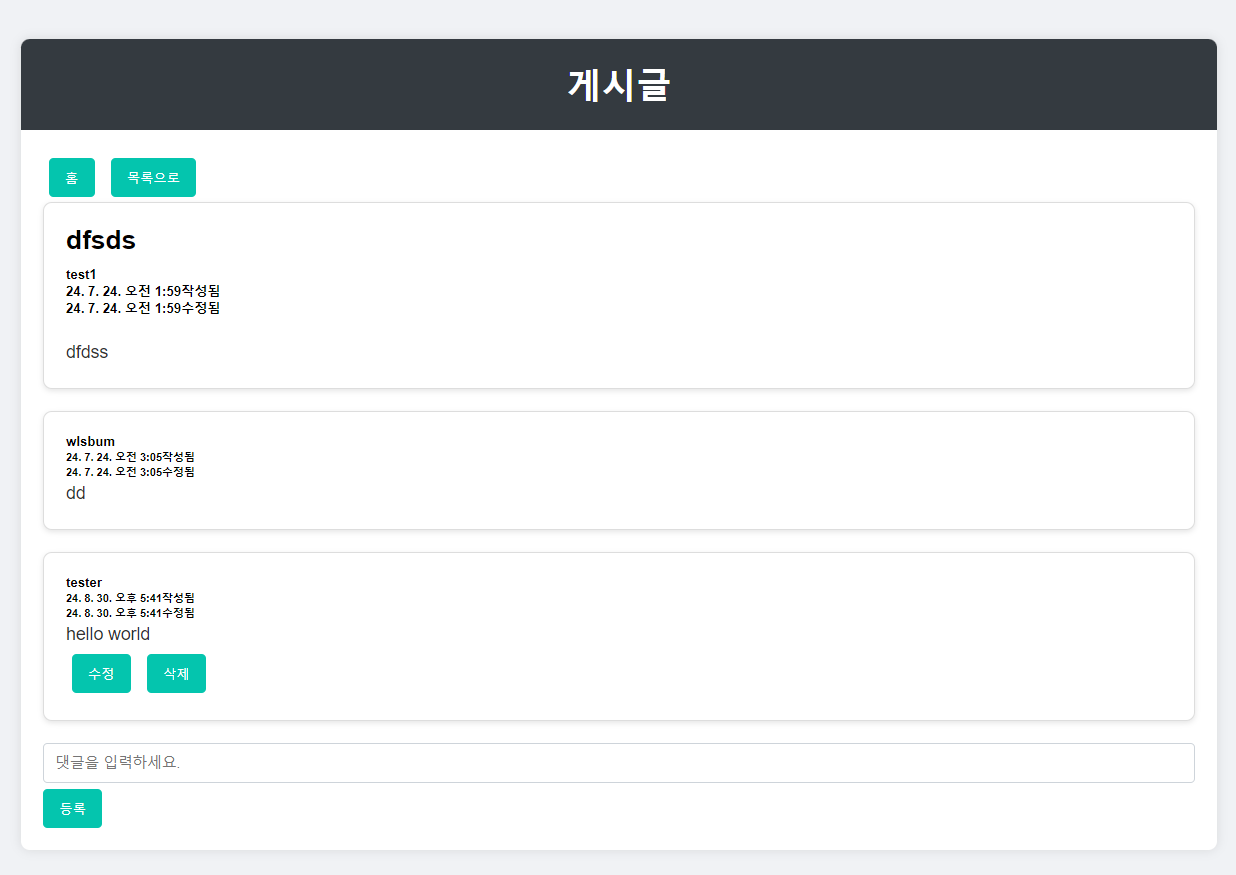 게시글
홈 목록으로
dfsds
test1
24. 7. 24. 오전 1:59작성됨
24. 7. 24. 오전 1:59수정됨
dfdss
wlsbum
24. 7. 24. 오전 3:05작성됨
24. 7. 24. 오전 3:05수정됨
dd
tester
24. 8. 30. 오후 5:41작성됨
24. 8. 30. 오후 5:41수정됨
hello world
수정 삭제
댓글을 입력하세요.
등록